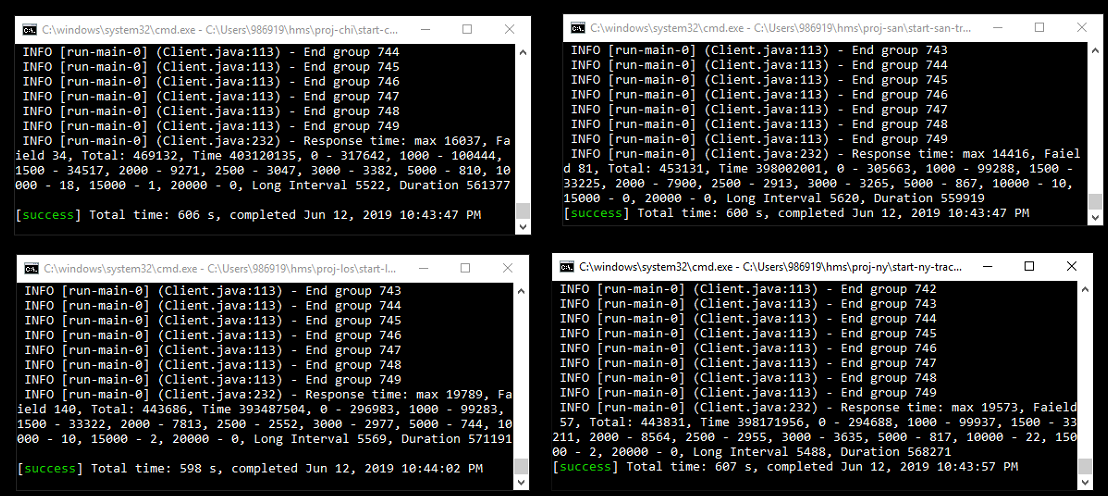 C:\windows\system32\cmd.exe - C:\Users\986919\hms\proj-chi\start-c...
INFO [run-main-0] (Client.java:113) - End group 744
INFO [run-main-0] (Client.java:113) - End group 745
INFO [run-main-0] (Client.java:113) - End group 746
INFO [run-main-0] (Client.java:113) - End group 747
INFO [run-main-0] (Client.java:113) - End group 748
INFO [run-main-0] (Client.java:113) - End group 749
INFO [run-main-0] (Client.java:232) - Response time: max 16037, Fa
ield 34, Total: 469132, Time 403120135, 0 - 317642, 1000 - 100444,
1500 - 34517, 2000 - 9271, 2500 - 3047, 3000 - 3382, 5000 - 810, 10
000 - 18, 15000 - 1, 20000 - 0, Long Interval 5522, Duration 561377
[success] Total time: 606 s, completed Jun 12, 2019 10:43:47 PM
C:\windows\system32\cmd.exe - C:\Users\986919\hms\proj-san\start-san-tr...
INFO [run-main-0] (Client.java:113) - End group 743
INFO [run-main-0] (Client.java:113) - End group 744
INFO [run-main-0] (Client.java:113) - End group 745
INFO [run-main-0] (Client.java:113) - End group 746
INFO [run-main-0] (Client.java:113) - End group 747
INFO [run-main-0] (Client.java:113) - End group 748
INFO [run-main-0] (Client.java:113) - End group 749
INFO [run-main-0] (Client.java:232) - Response time: max 14416, Faiel
d 81, Total: 453131, Time 398002001, 0 - 305663, 1000 - 99288, 1500 -
33225, 2000 - 7900, 2500 - 2913, 3000 - 3265, 5000 - 867, 10000 - 10,
15000 - 0, 20000 - 0, Long Interval 5620, Duration 559919
[success] Total time: 600 s, completed Jun 12, 2019 10:43:47 PM
C:\windows\system32\cmd.exe - C:\Users\986919\hms\proj-los\start-l...
INFO [run-main-0] (Client.java:113) - End group 743
INFO [run-main-0] (Client.java:113) - End group 744
INFO [run-main-0] (Client.java:113) - End group 745
INFO [run-main-0] (Client.java:113) - End group 746
INFO [run-main-0] (Client.java:113) - End group 747
INFO [run-main-0] (Client.java:113) - End group 748
INFO [run-main-0] (Client.java:113) - End group 749
INFO [run-main-0] (Client.java:232) - Response time: max 19789, Fa
ield 140, Total: 443686, Time 393487504, 0 - 296983, 1000 - 99283,
1500 - 33322, 2000 - 7813, 2500 - 2552, 3000 - 2977, 5000 - 744, 10
000 - 10, 15000 - 2, 20000 - 0, Long Interval 5569, Duration 571191
[success] Total time: 598 s, completed Jun 12, 2019 10:44:02 PM
C:\windows\system32\cmd.exe - C:\Users\986919\hms\proj-ny\start-ny-trac...
INFO [run-main-0] (Client.java:113) - End group 742
INFO [run-main-0] (Client.java:113) - End group 743
INFO [run-main-0] (Client.java:113) - End group 744
INFO [run-main-0] (Client.java:113) - End group 745
INFO [run-main-0] (Client.java:113) - End group 746
INFO [run-main-0] (Client.java:113) - End group 747
INFO [run-main-0] (Client.java:113) - End group 748
INFO [run-main-0] (Client.java:113) - End group 749
INFO [run-main-0] (Client.java:232) - Response time: max 19573, Faield
57, Total: 443831, Time 398171956, 0 - 294688, 1000 - 99937, 1500 - 33
211, 2000 - 8564, 2500 - 2955, 3000 - 3635, 5000 - 817, 10000 - 22, 150
00 - 2, 20000 - 0, Long Interval 5488, Duration 568271
[success] Total time: 607 s, completed Jun 12, 2019 10:43:57 PM